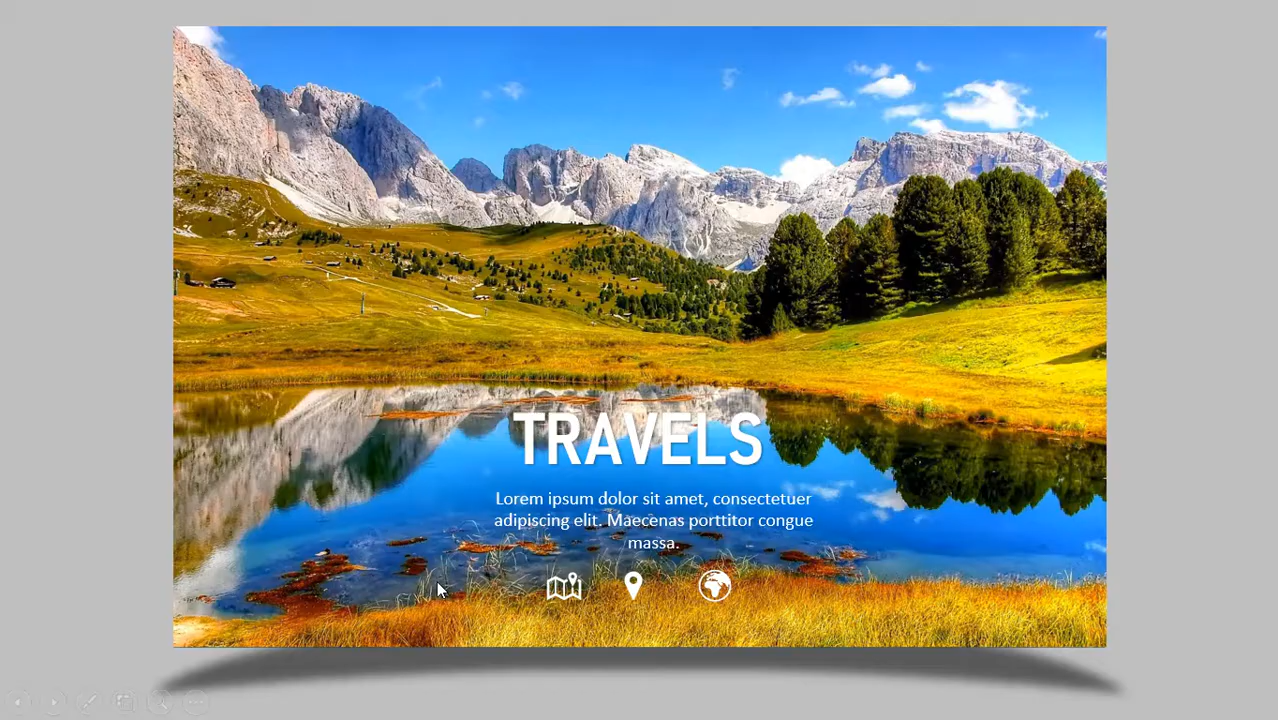 TRAVELS
Lorem ipsum dolor sit amet, consectetuer
adipiscing elit. Maecenas porttitor congue
massa.